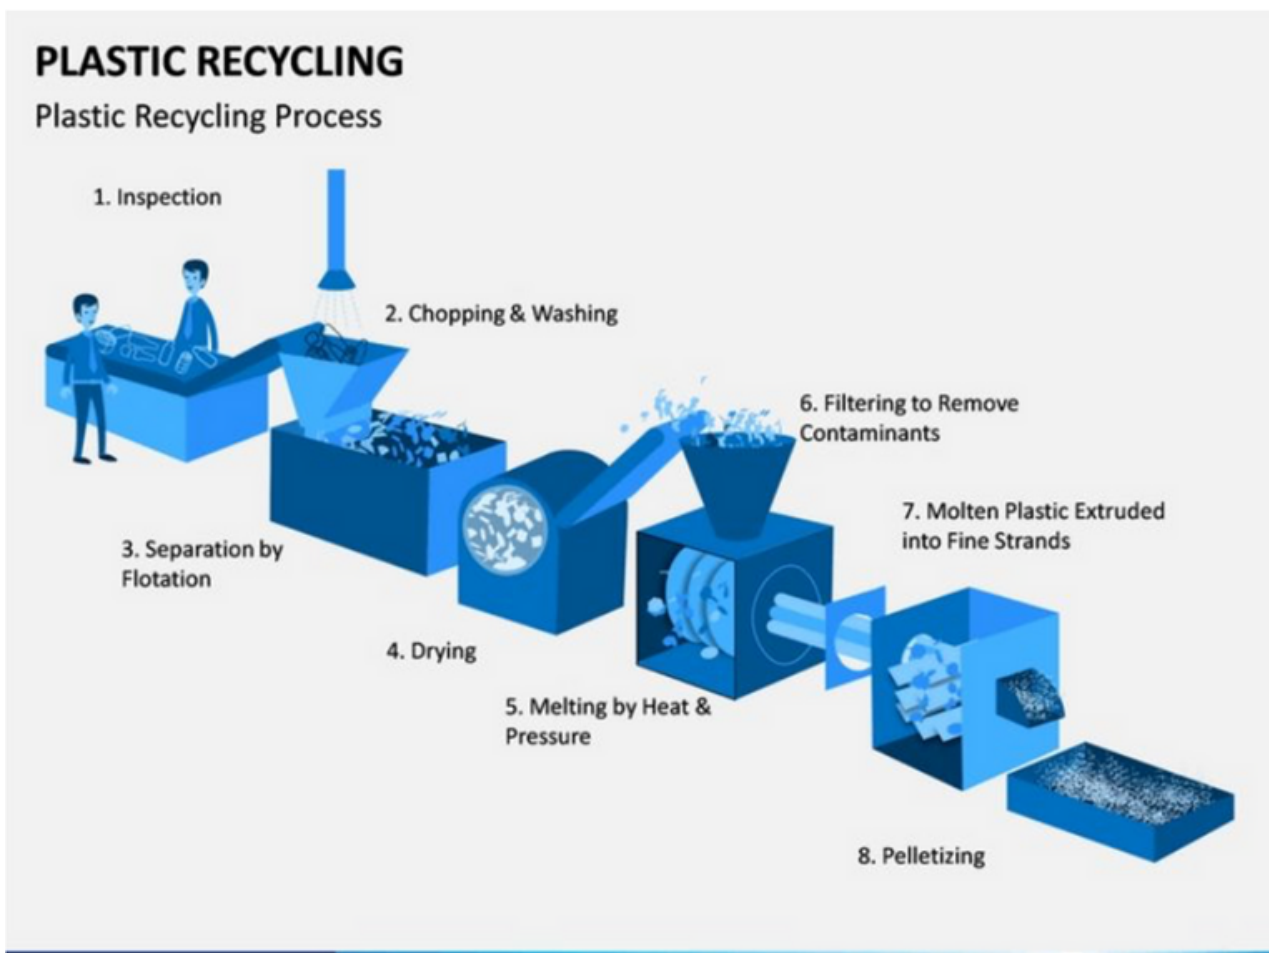 PLASTIC RECYCLING
Plastic Recycling Process
1. Inspection
2. Chopping & Washing
3. Separation by
Flotation
4. Drying
5. Melting by Heat &
Pressure
6. Filtering to Remove
Contaminants
7. Molten Plastic Extruded
into Fine Strands
8. Pelletizing